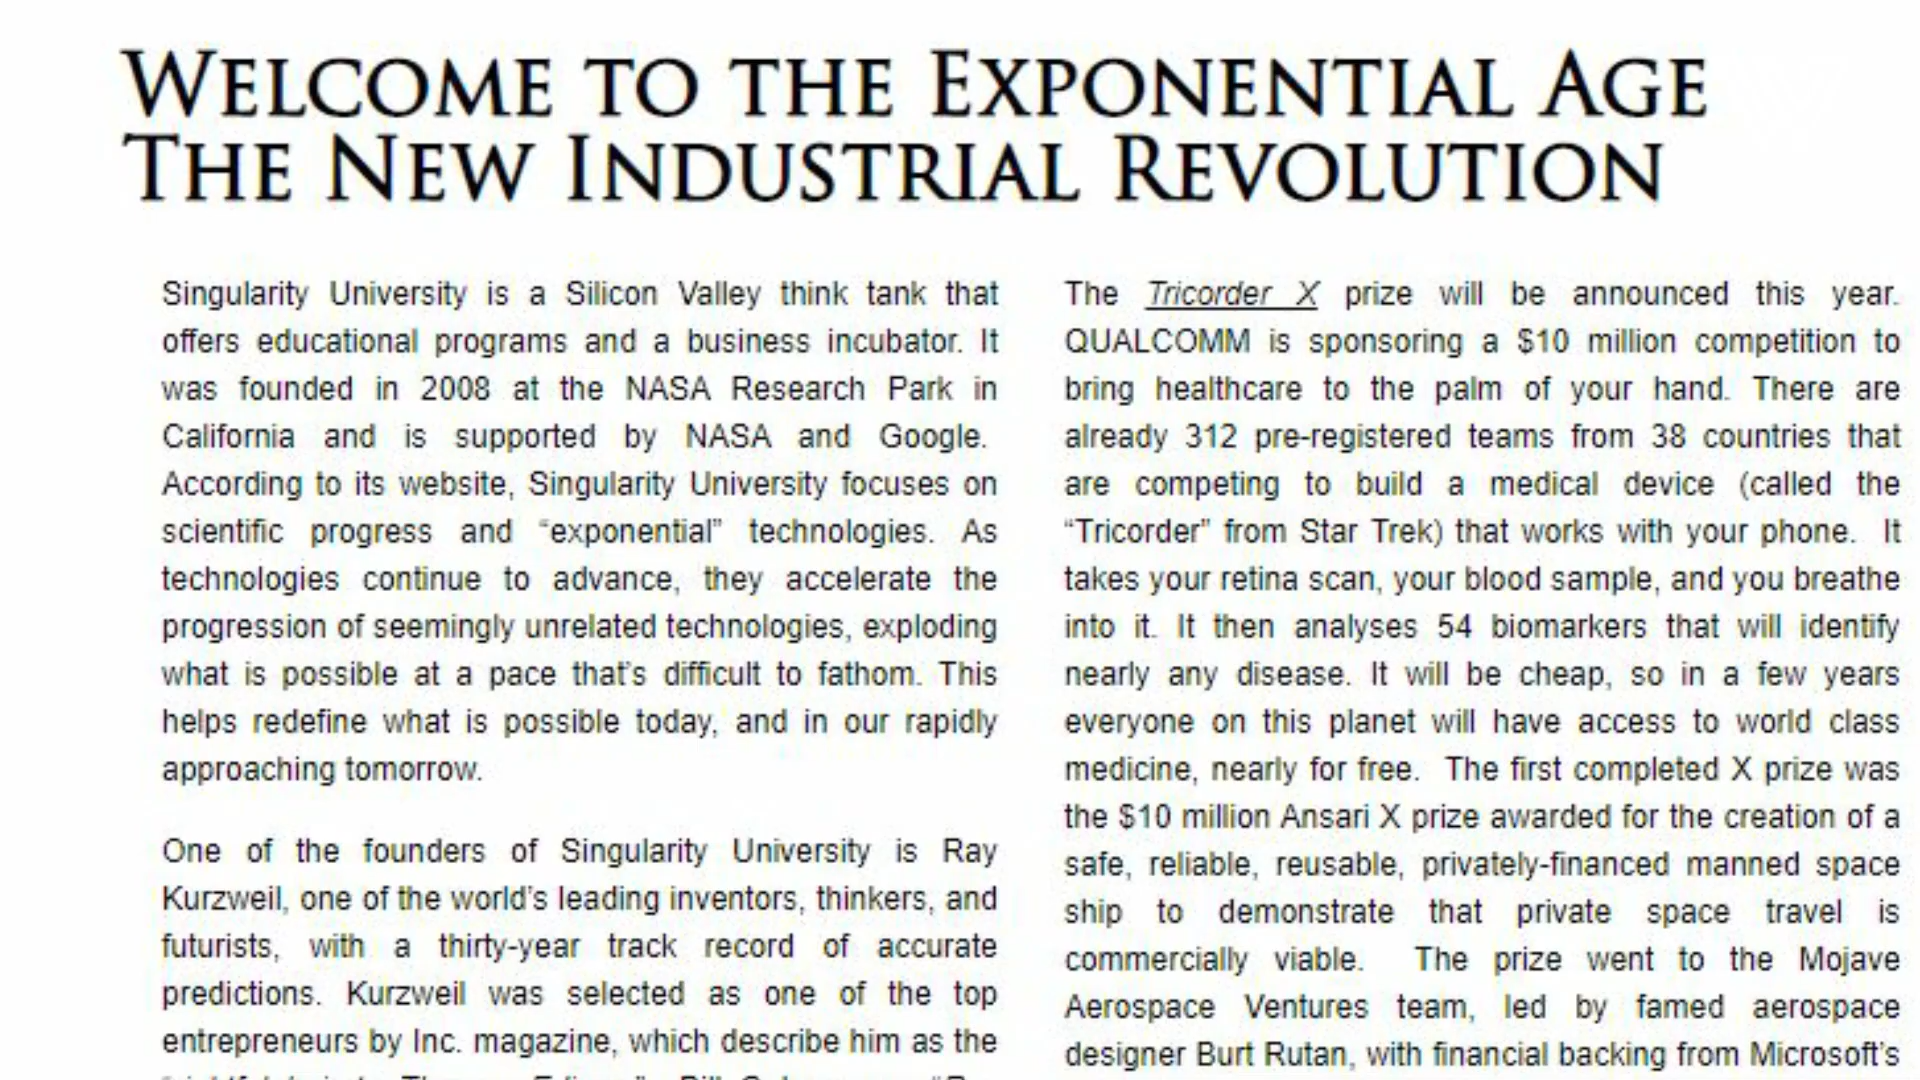 WELCOME TO THE EXPONENTIAL AGE
THE NEW INDUSTRIAL REVOLUTION
Singularity University is a Silicon Valley think tank that
offers educational programs and a business incubator. It
was founded in 2008 at the NASA Research Park in
California and is supported by NASA and Google.
According to its website, Singularity University focuses on
scientific progress and “exponential” technologies. As
technologies continue to advance, they accelerate the
progression of seemingly unrelated technologies, exploding
what is possible at a pace that’s difficult to fathom. This
helps redefine what is possible today, and in our rapidly
approaching tomorrow.
One of the founders of Singularity University is Ray
Kurzweil, one of the world’s leading inventors, thinkers, and
futurists, with a thirty-year track record of accurate
predictions. Kurzweil was selected as one of the top
entrepreneurs by Inc. magazine, which describe him as the
The Tricorder X prize will be announced this year.
QUALCOMM is sponsoring a $10 million competition to
bring healthcare to the palm of your hand. There are
already 312 pre-registered teams from 38 countries that
are competing to build a medical device (called the
“Tricorder” from Star Trek) that works with your phone. It
takes your retina scan, your blood sample, and you breathe
into it. It then analyses 54 biomarkers that will identify
nearly any disease. It will be cheap, so in a few years
everyone on this planet will have access to world class
medicine, nearly for free. The first completed X prize was
the $10 million Ansari X prize awarded for the creation of a
safe, reliable, reusable, privately-financed manned space
ship to demonstrate that private space travel is
commercially viable. The prize went to the Mojave
Aerospace Ventures team, led by famed aerospace
designer Burt Rutan, with financial backing from Microsoft’s